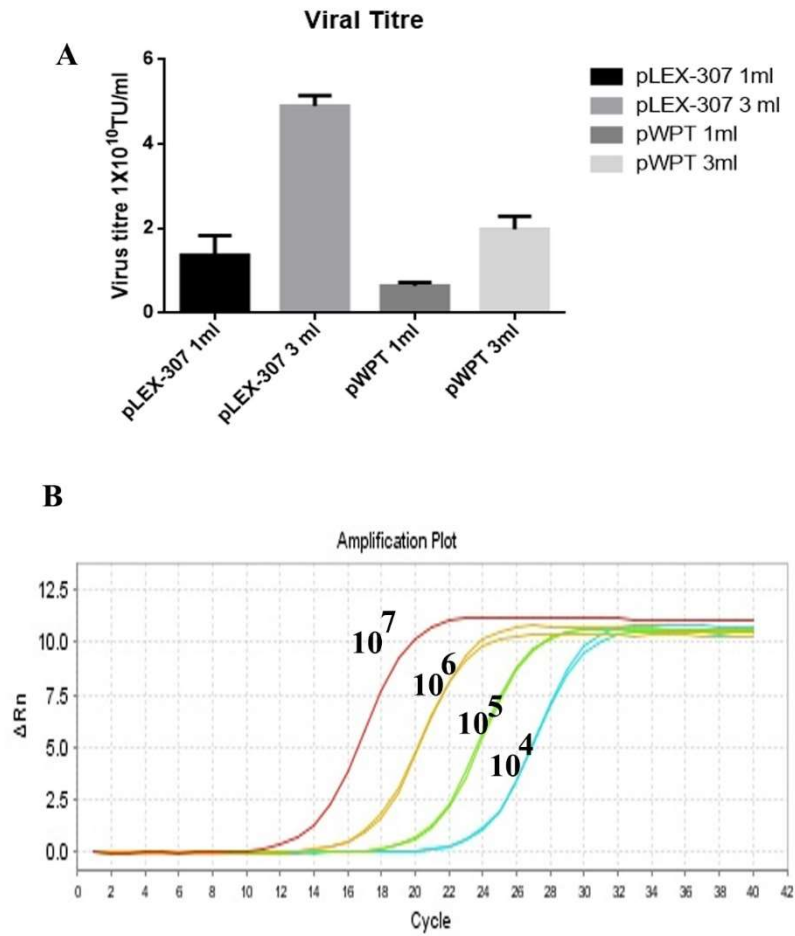 Viral Titre
A
Virus titre 1X10¹⁰TU/ml
6
4
2
0
pLEX-307 1ml
pLEX-307 3 ml
pWPT 1ml
pWPT 3ml
pLEX-307 1ml
pLEX-307 3 ml
pWPT 1ml
pWPT 3ml
B
Amplification Plot
ΔRn
12.5
10.0
7.5
5.0
2.5
0.0
10⁷
10⁶
10⁵
10⁴
0 2 4 6 8 10 12 14 16 18 20 22 24 26 28 30 32 34 36 38 40 42
Cycle